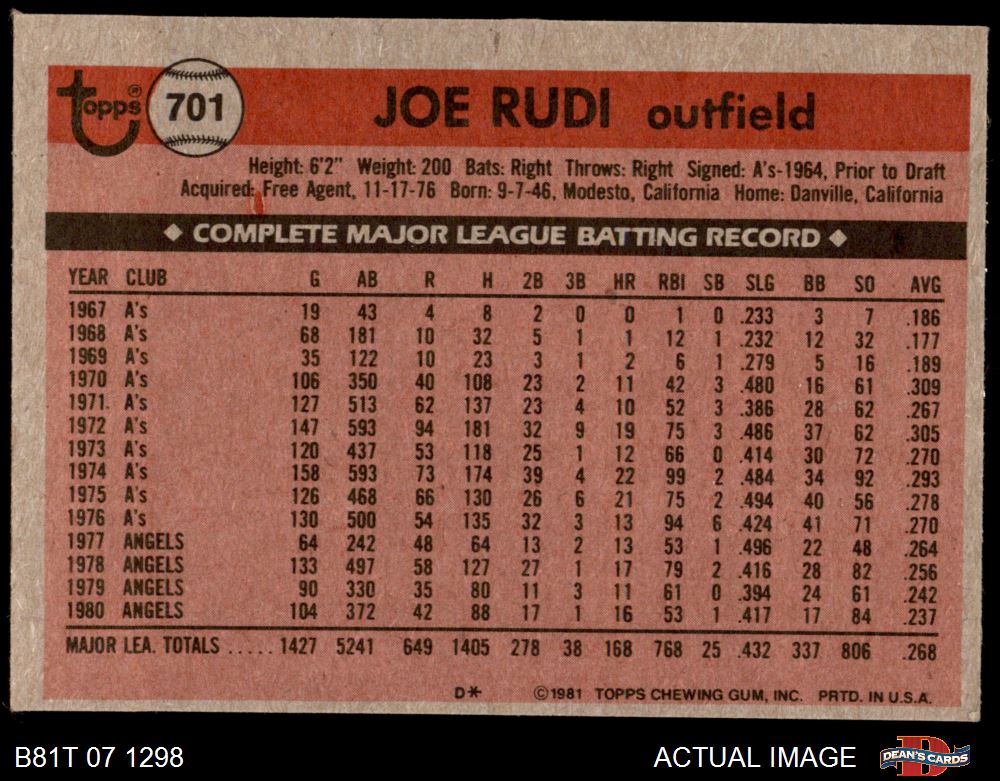 Topps® 701 JOE RUDI outfield
Height: 6'2" Weight: 200 Bats: Right Throws: Right Signed: A's-1964, Prior to Draft
Acquired: Free Agent, 11-17-76 Born: 9-7-46, Modesto, California Home: Danville, California
◆ COMPLETE MAJOR LEAGUE BATTING RECORD ◆
YEAR CLUB G AB R H 2B 3B HR RBI SB SLG BB SO AVG
1967 A's 19 43 4 8 2 0 0 1 0 .233 3 7 .186
1968 A's 68 181 10 32 5 1 1 12 1 .232 12 32 .177
1969 A's 35 122 10 23 3 1 2 6 1 .279 5 16 .189
1970 A's 106 350 40 108 23 2 11 42 3 .480 16 61 .309
1971. A's 127 513 62 137 23 4 10 52 3 .386 28 62 .267
1972 A's 147 593 94 181 32 9 19 75 3 .486 37 62 .305
1973 A's 120 437 53 118 25 1 12 66 0 .414 30 72 .270
1974 A's 158 593 73 174 39 4 22 99 2 .484 34 92 .293
1975 A's 126 468 66 130 26 6 21 75 2 .494 40 56 .278
1976 A's 130 500 54 135 32 3 13 94 6 .424 41 71 .270
1977 ANGELS 64 242 48 64 13 2 13 53 1 .496 22 48 .264
1978 ANGELS 133 497 58 127 27 1 17 79 2 .416 28 82 .256
1979 ANGELS 90 330 35 80 11 3 11 61 0 .394 24 61 .242
1980 ANGELS 104 372 42 88 17 1 16 53 1 .417 17 84 .237
MAJOR LEA. TOTALS ..... 1427 5241 649 1405 278 38 168 768 25 .432 337 806 .268
D* ©1981 TOPPS CHEWING GUM, INC. PRTD. IN U.S.A.
B81T 07 1298 ACTUAL IMAGE DEAN'S CARDS